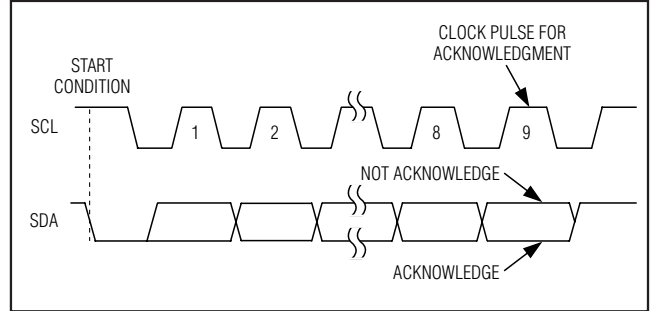 CLOCK PULSE FOR
ACKNOWLEDGMENT
START
CONDITION
SCL
1
2
8
9
NOT ACKNOWLEDGE
SDA
ACKNOWLEDGE